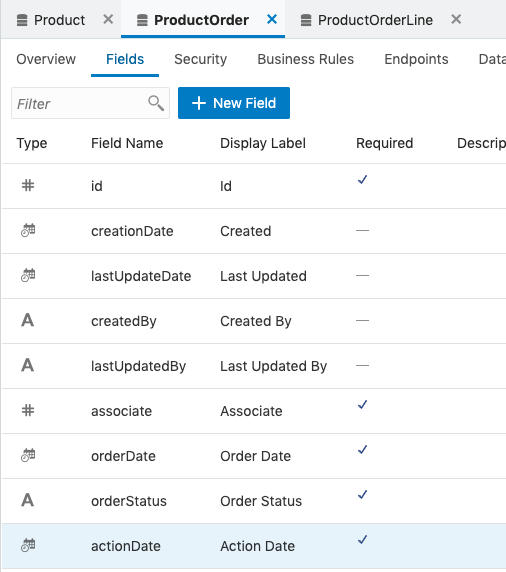 Product ProductOrder ProductOrderLine
Overview Fields Security Business Rules Endpoints Data
Filter + New Field
Type Field Name Display Label Required Descrip
# id Id ✓
creationDate Created —
lastUpdateDate Last Updated —
A createdBy Created By —
A lastUpdatedBy Last Updated By —
# associate Associate ✓
orderDate Order Date ✓
A orderStatus Order Status ✓
actionDate Action Date ✓